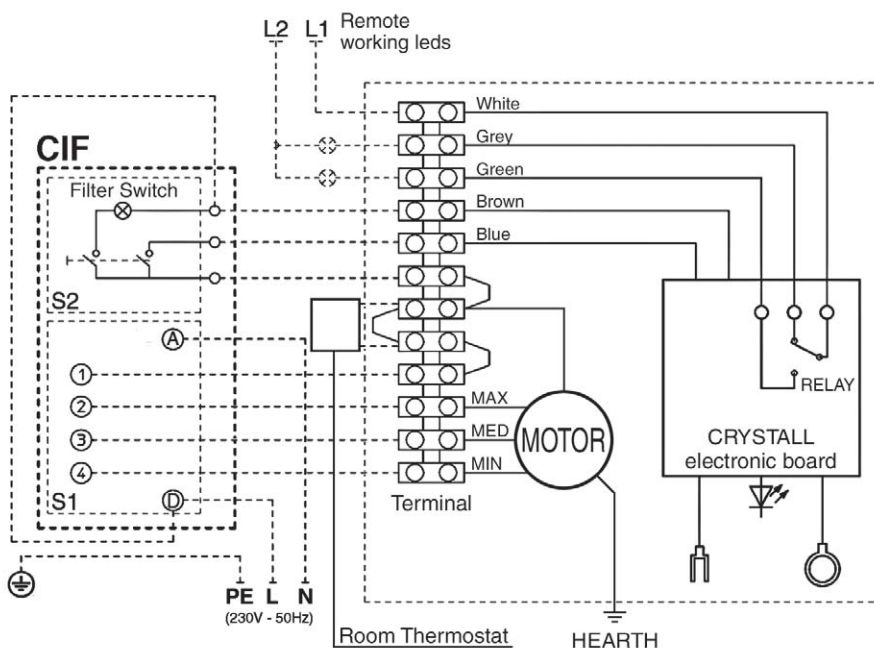 L2 L1 Remote
working leds
White
Grey
Green
Brown
Blue
CIF
Filter Switch
S2
A
1
2
3
4
S1
D
MAX
MED
MIN
MOTOR
Terminal
RELAY
CRYSTALL
electronic board
PE L N
(230V - 50Hz)
Room Thermostat
HEARTH